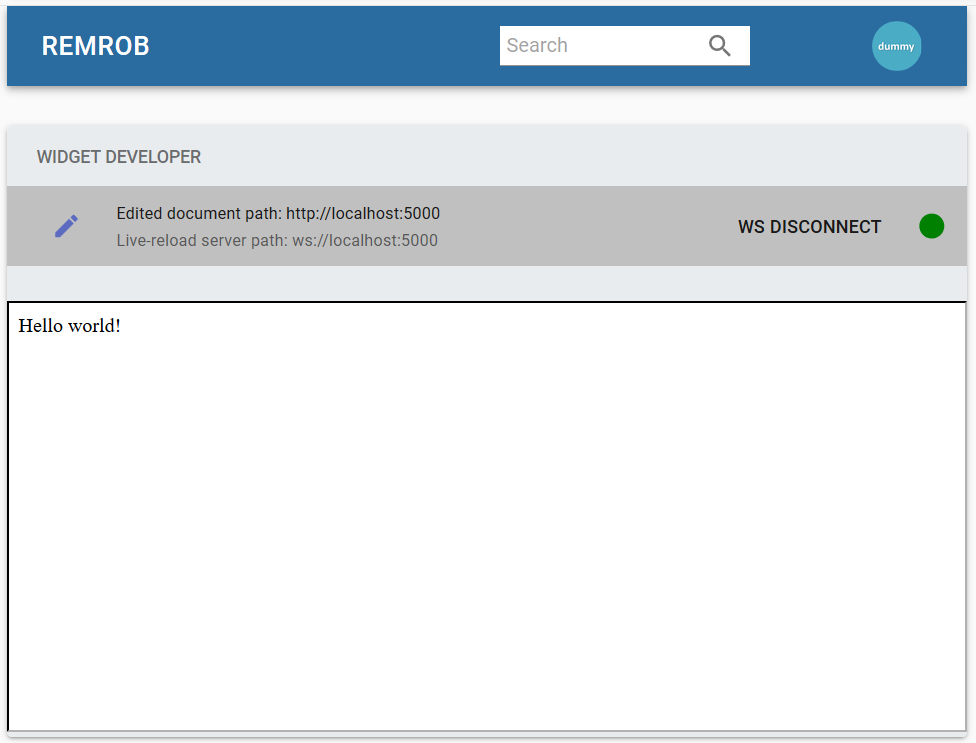 REMROB
Search
dummy
WIDGET DEVELOPER
Edited document path: http://localhost:5000
Live-reload server path: ws://localhost:5000
WS DISCONNECT
Hello world!